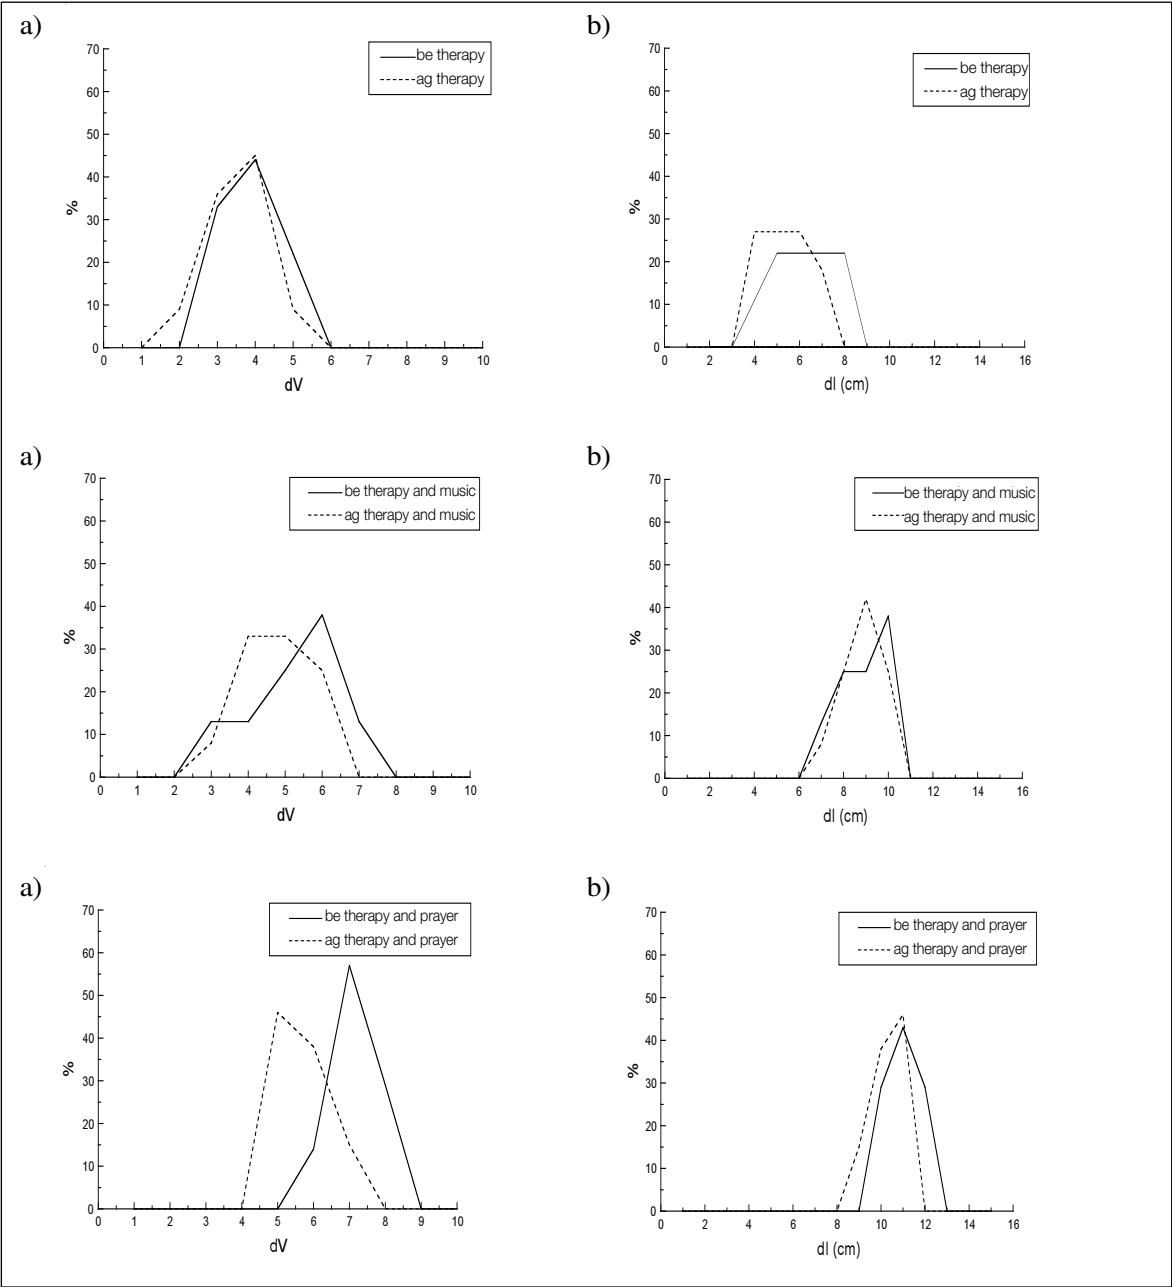 a)
be therapy
ag therapy
70
60
50
40
30
20
10
0
%
0 1 2 3 4 5 6 7 8 9 10
dV
b)
be therapy
ag therapy
70
60
50
40
30
20
10
0
%
0 2 4 6 8 10 12 14 16
dl (cm)
a)
be therapy and music
ag therapy and music
70
60
50
40
30
20
10
0
%
0 1 2 3 4 5 6 7 8 9 10
dV
b)
be therapy and music
ag therapy and music
70
60
50
40
30
20
10
0
%
0 2 4 6 8 10 12 14 16
dl (cm)
a)
be therapy and prayer
ag therapy and prayer
70
60
50
40
30
20
10
0
%
0 1 2 3 4 5 6 7 8 9 10
dV
b)
be therapy and prayer
ag therapy and prayer
70
60
50
40
30
20
10
0
%
0 2 4 6 8 10 12 14 16
dl (cm)